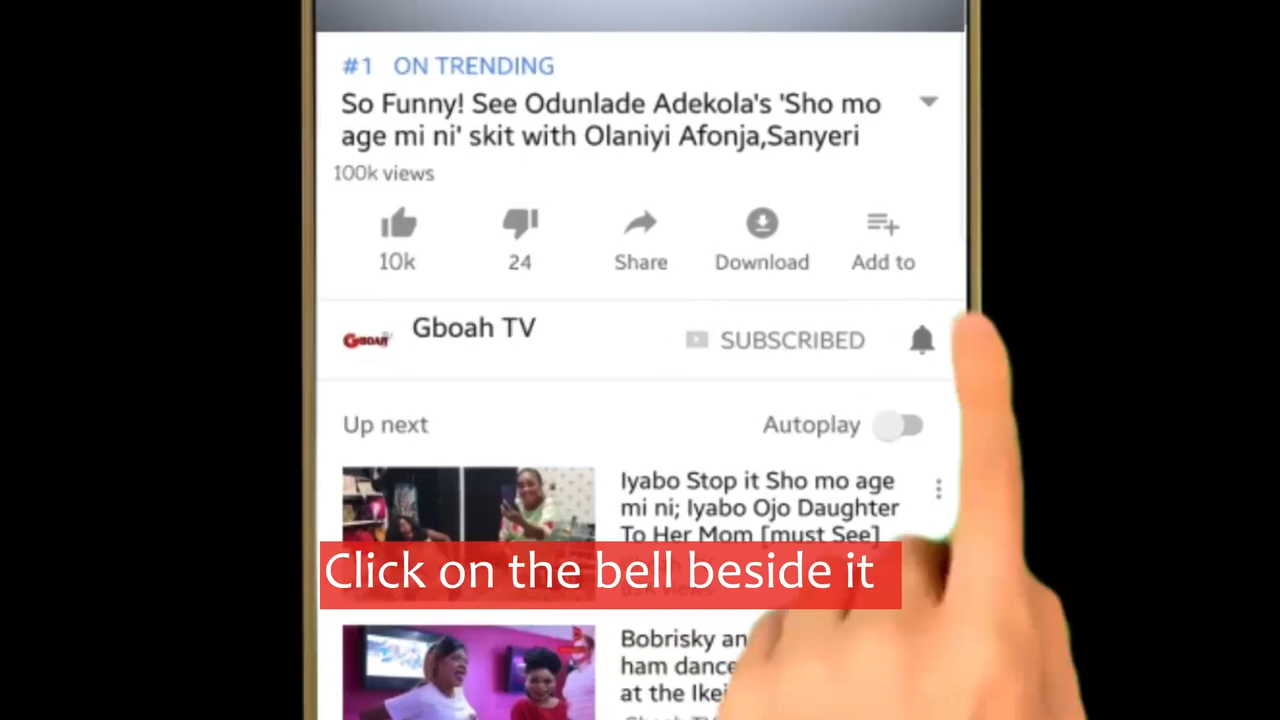 #1 ON TRENDING
So Funny! See Odunlade Adekola's 'Sho mo
age mi ni' skit with Olaniyi Afonja,Sanyeri
100k views
10k
24
Share
Download
Add to
GBOAH
Gboah TV
SUBSCRIBED
Up next
Autoplay
Iyabo Stop it Sho mo age
mi ni; Iyabo Ojo Daughter
To Her Mom [must See]
Click on the bell beside it
Bobrisky an
ham dance
at the Ikei